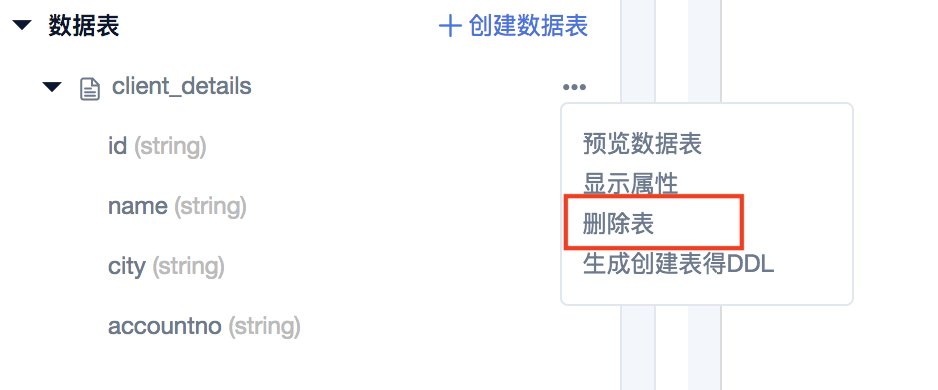 数据表
创建数据表
client_details
id (string)
name (string)
city (string)
accountno (string)
预览数据表
显示属性
删除表
生成创建表得DDL